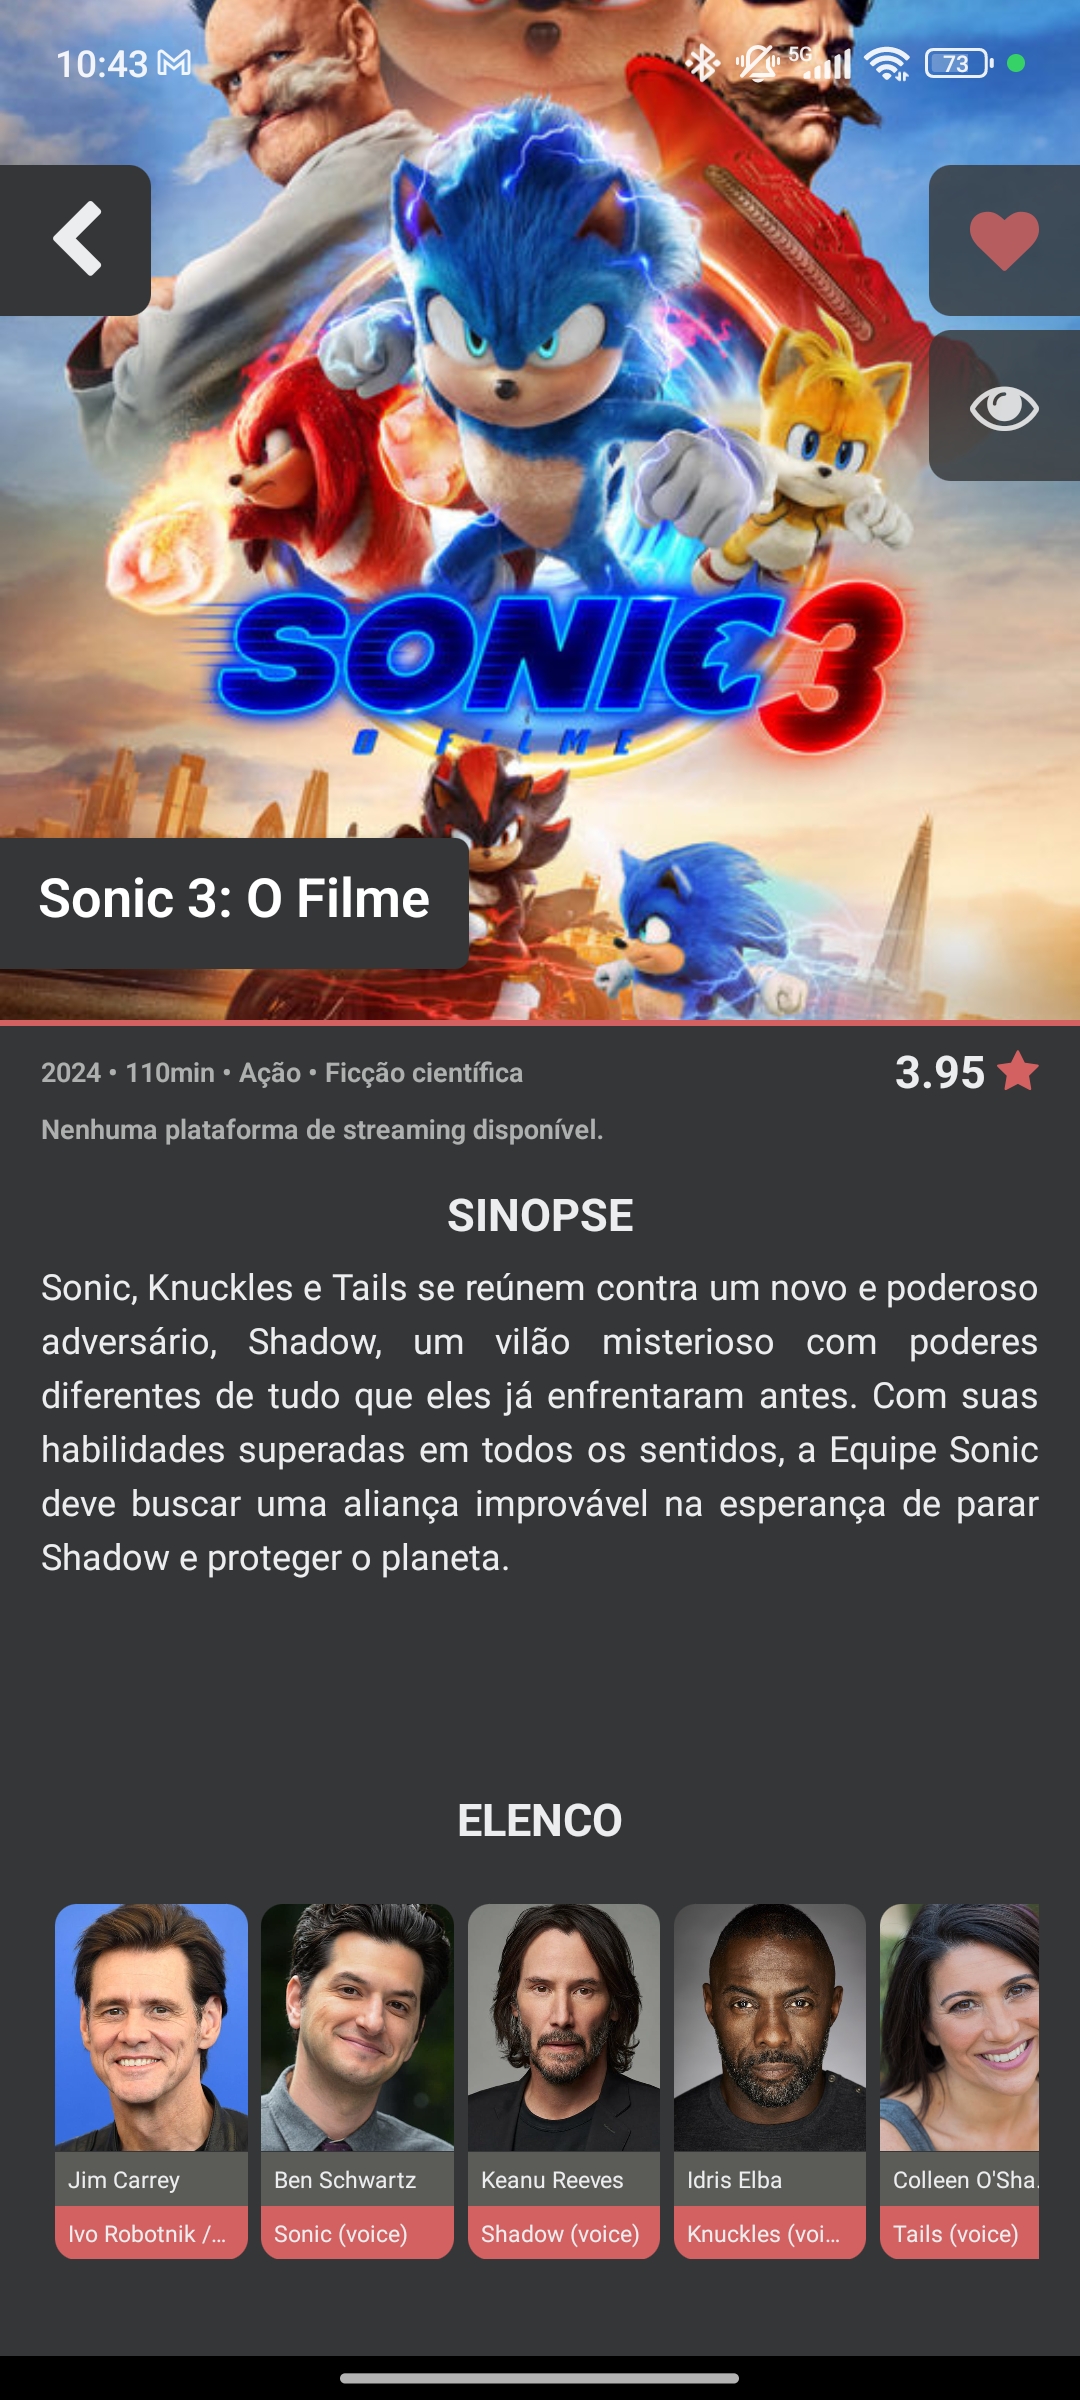 10:43
5G
73
SONIC 3
O FILME
Sonic 3: O Filme
2024 • 110min • Ação • Ficção científica
3.95
Nenhuma plataforma de streaming disponível.
SINOPSE
Sonic, Knuckles e Tails se reúnem contra um novo e poderoso
adversário, Shadow, um vilão misterioso com poderes
diferentes de tudo que eles já enfrentaram antes. Com suas
habilidades superadas em todos os sentidos, a Equipe Sonic
deve buscar uma aliança improvável na esperança de parar
Shadow e proteger o planeta.
ELENCO
Jim Carrey
Ivo Robotnik /...
Ben Schwartz
Sonic (voice)
Keanu Reeves
Shadow (voice)
Idris Elba
Knuckles (voi...
Colleen O'Sha.
Tails (voice)